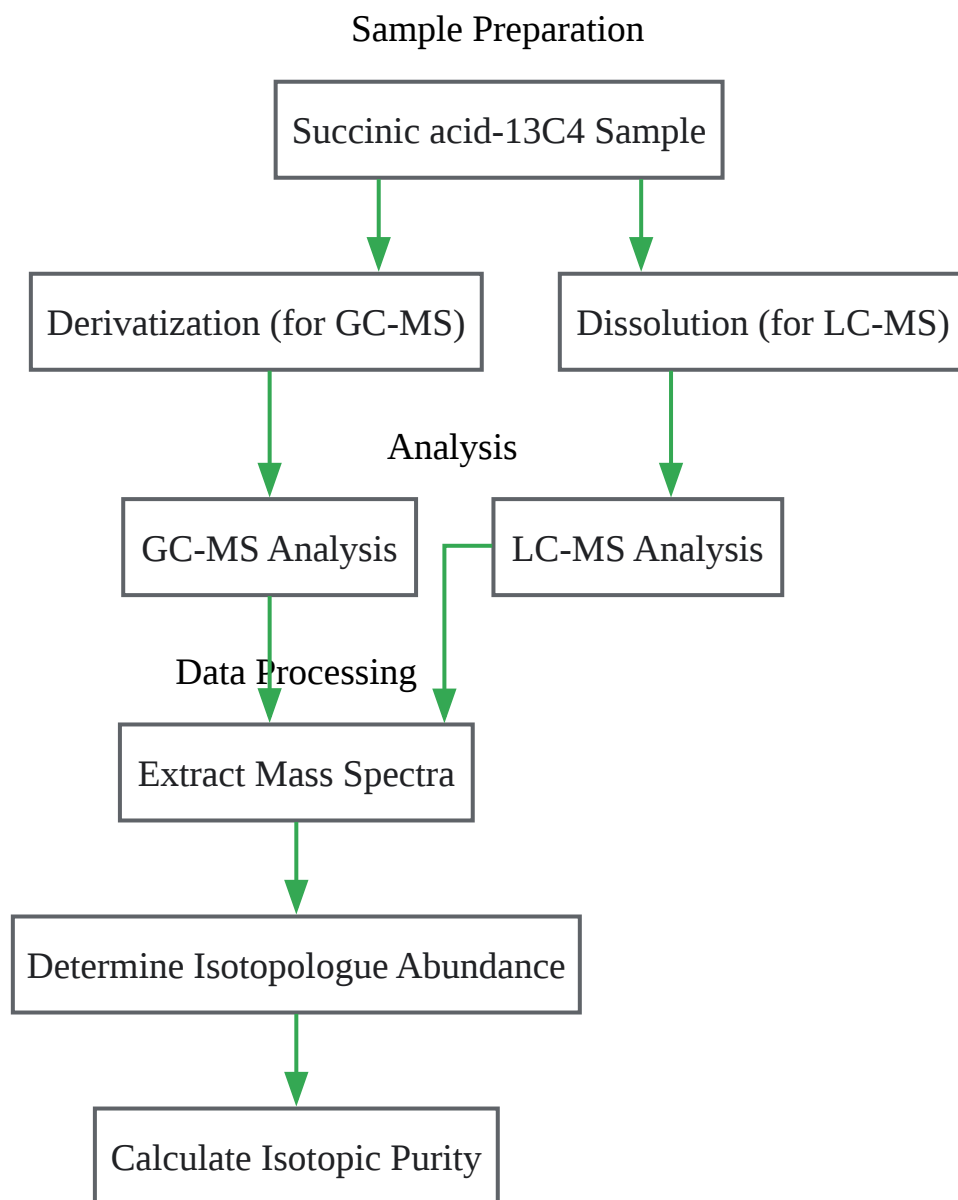 Sample Preparation
Succinic acid-13C4 Sample
Derivatization (for GC-MS)
Dissolution (for LC-MS)
Analysis
GC-MS Analysis
LC-MS Analysis
Data Processing
Extract Mass Spectra
Determine Isotopologue Abundance
Calculate Isotopic Purity